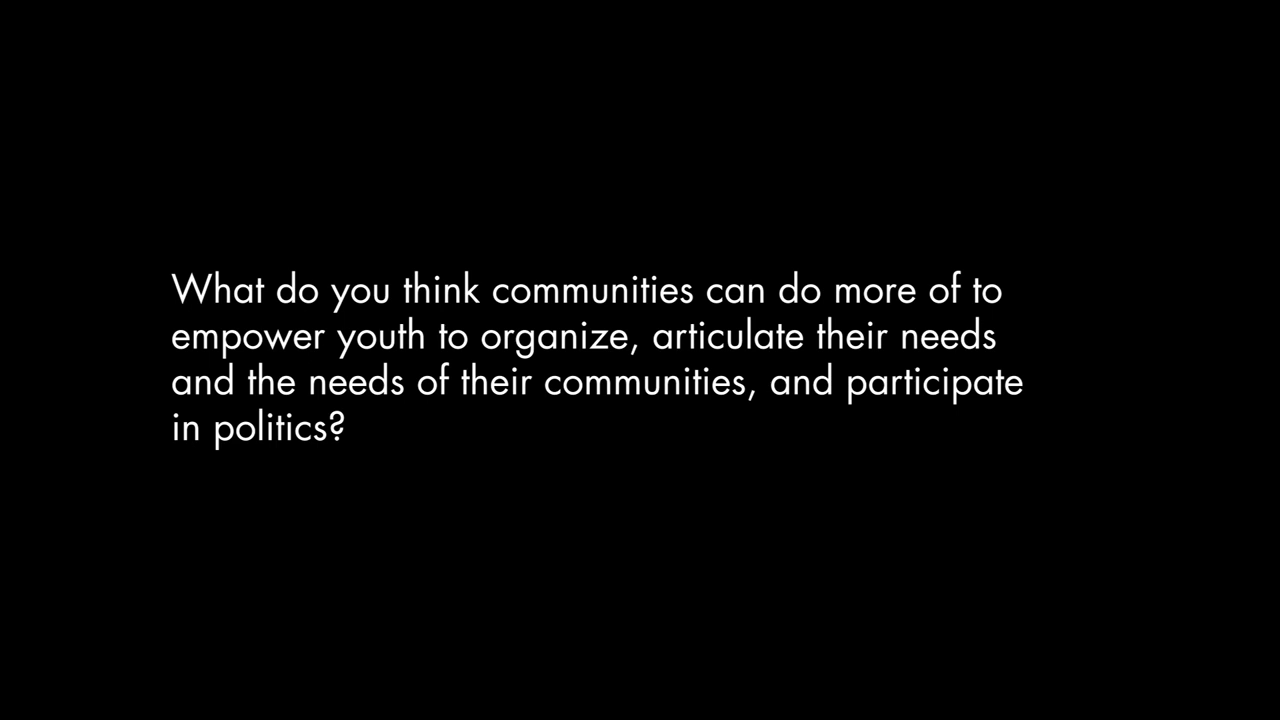 What do you think communities can do more of to
empower youth to organize, articulate their needs
and the needs of their communities, and participate
in politics?